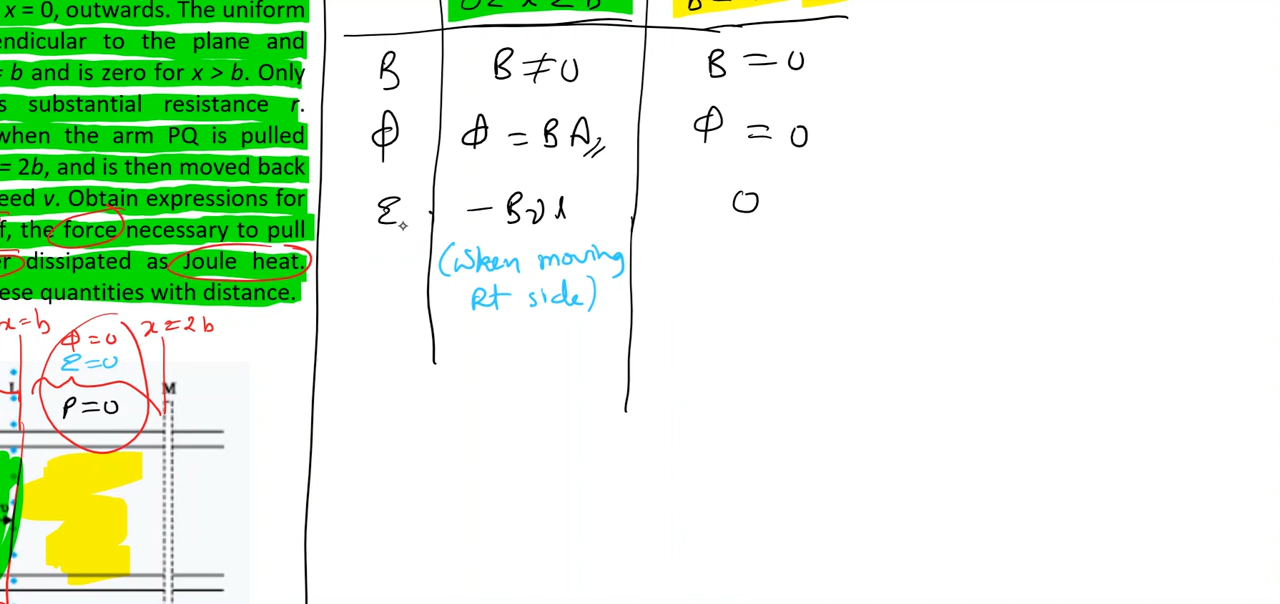 x = 0, outwards. The uniform
endicular to the plane and
= b and is zero for x > b. Only
s substantial resistance r.
when the arm PQ is pulled
= 2b, and is then moved back
eed v. Obtain expressions for
f, the force necessary to pull
er dissipated as Joule heat.
ese quantities with distance.
B B ≠ 0 B = 0
Φ Φ = BA Φ = 0
Ɛ - Bνl 0
(when moving
Rt side)
x = b Φ = 0 x = 2b
Ɛ = 0
L M
P = 0